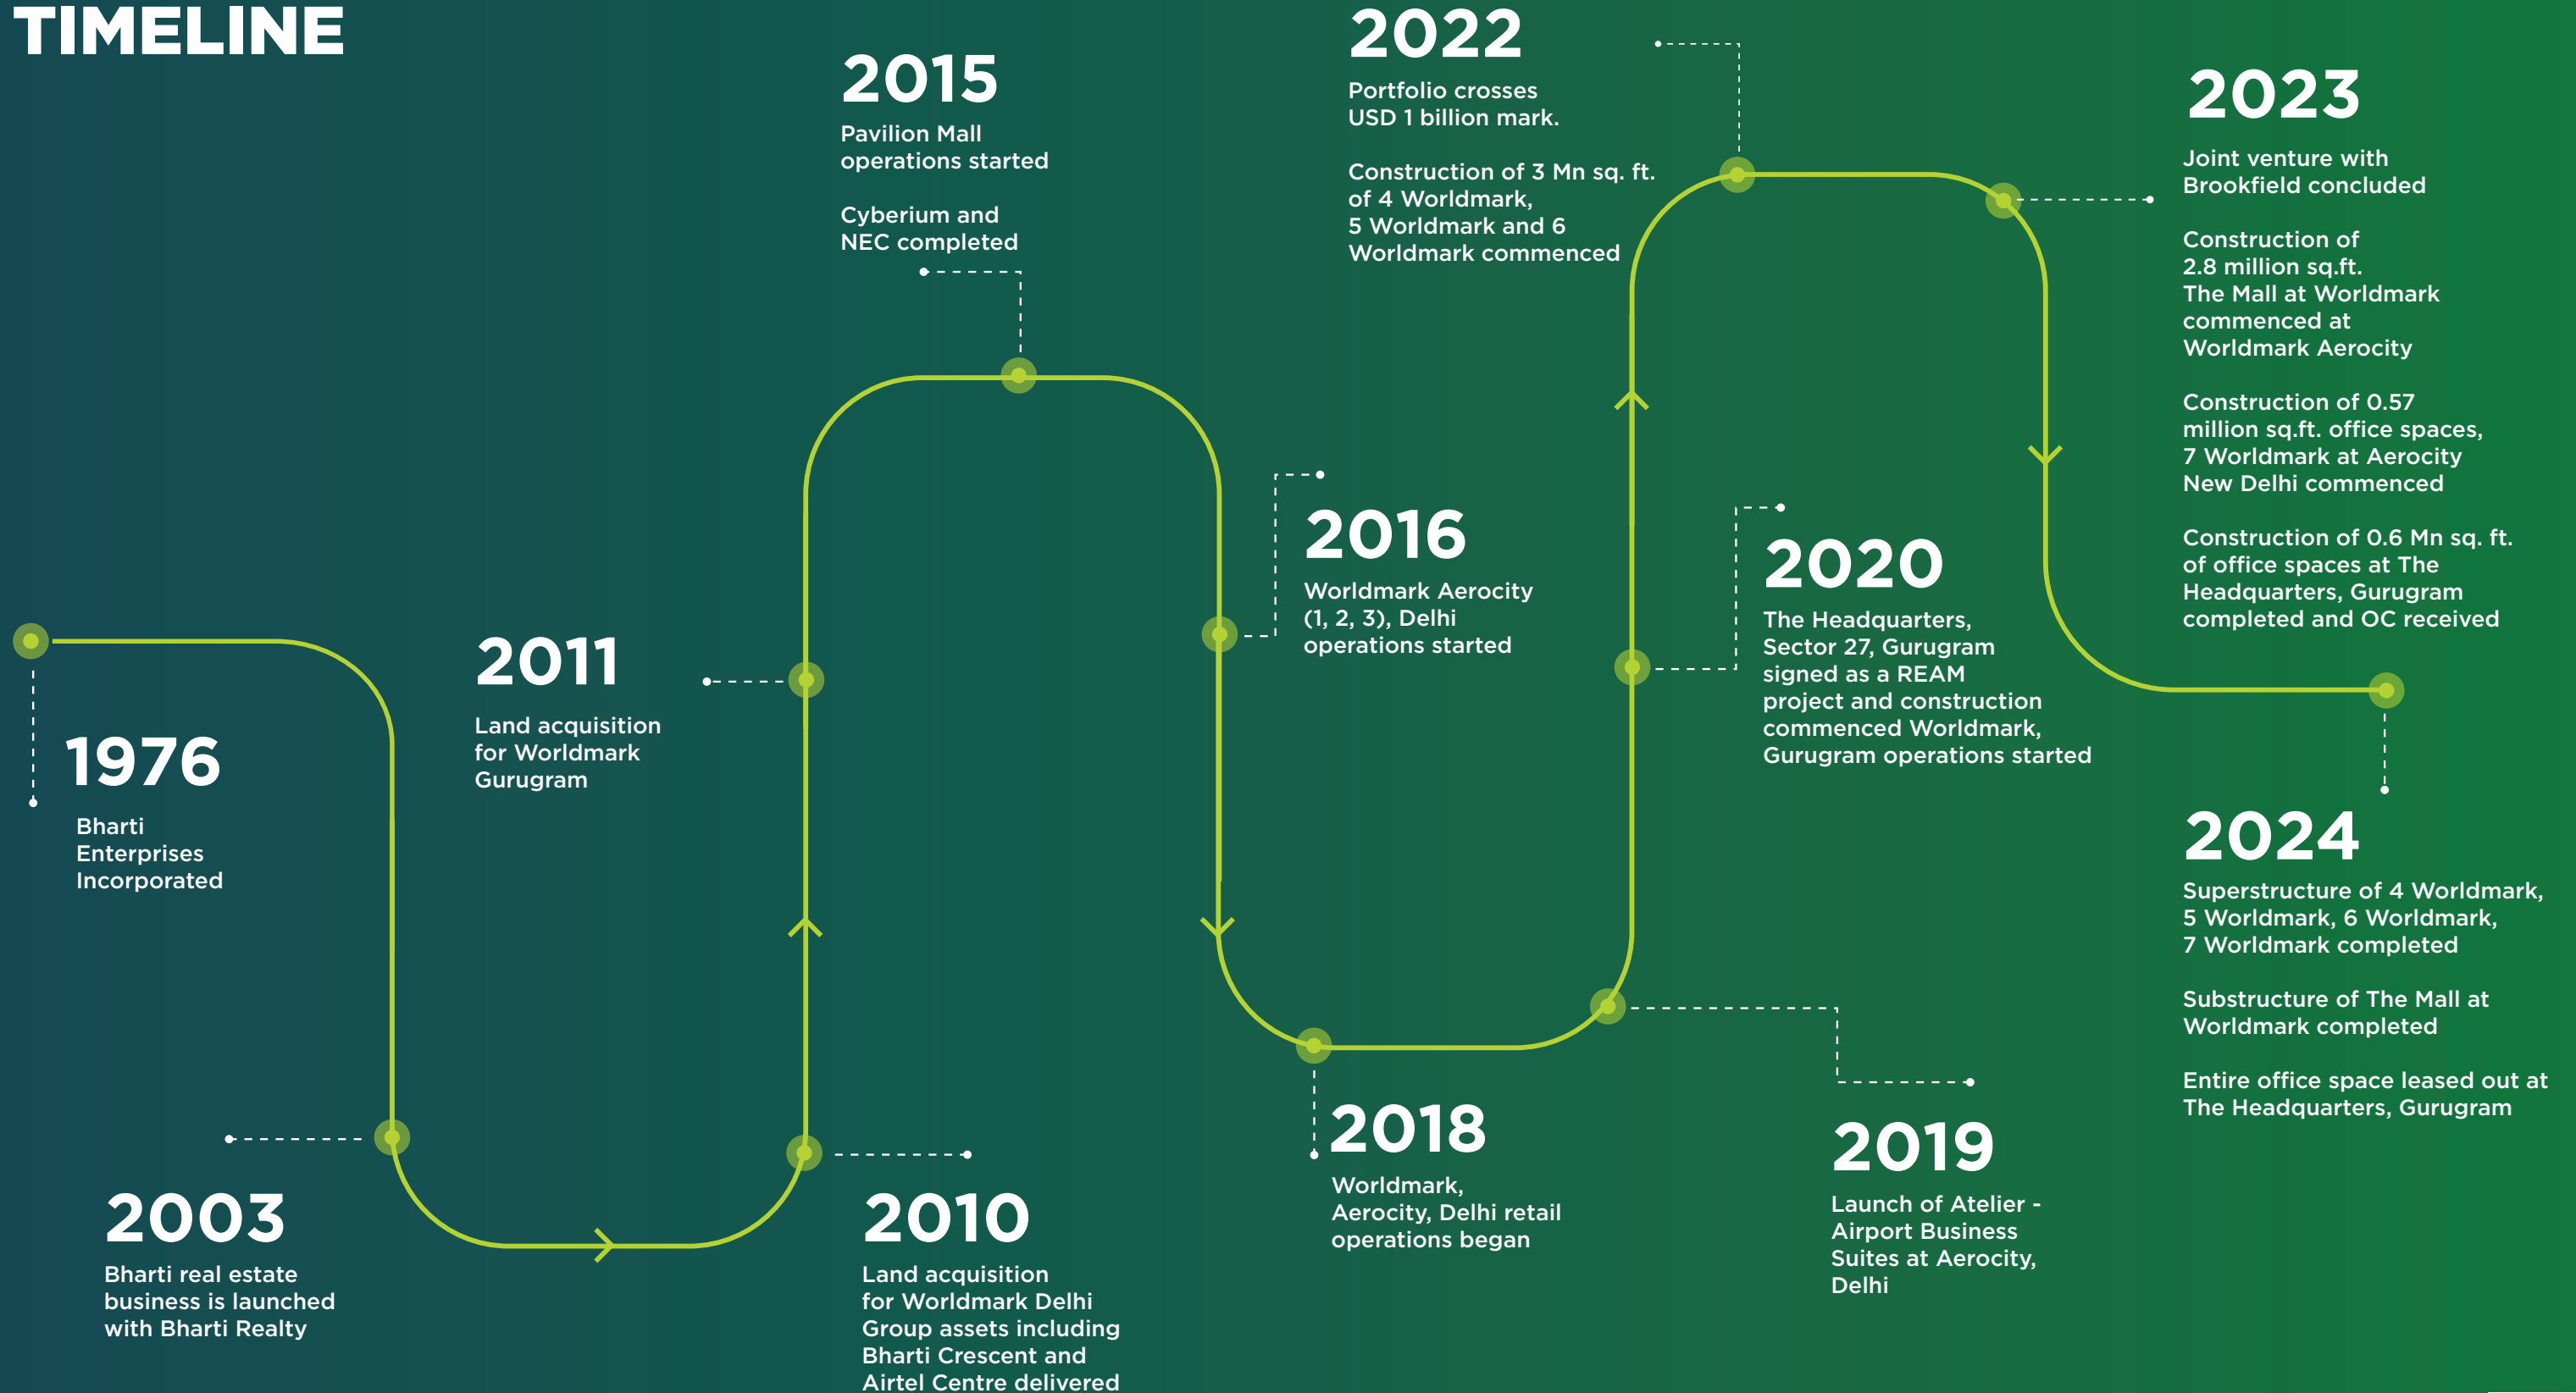 TIMELINE
1976
Bharti
Enterprises
Incorporated
2003
Bharti real estate
business is launched
with Bharti Realty
2010
Land acquisition
for Worldmark Delhi
Group assets including
Bharti Crescent and
Airtel Centre delivered
2011
Land acquisition
for Worldmark
Gurugram
2015
Pavilion Mall
operations started
Cyberium and
NEC completed
2016
Worldmark Aerocity
(1, 2, 3), Delhi
operations started
2018
Worldmark,
Aerocity, Delhi retail
operations began
2019
Launch of Atelier -
Airport Business
Suites at Aerocity,
Delhi
2020
The Headquarters,
Sector 27, Gurugram
signed as a REAM
project and construction
commenced Worldmark,
Gurugram operations started
2022
Portfolio crosses
USD 1 billion mark.
Construction of 3 Mn sq. ft.
of 4 Worldmark,
5 Worldmark and 6
Worldmark commenced
2023
Joint venture with
Brookfield concluded
Construction of
2.8 million sq.ft.
The Mall at Worldmark
commenced at
Worldmark Aerocity
Construction of 0.57
million sq.ft. office spaces,
7 Worldmark at Aerocity
New Delhi commenced
Construction of 0.6 Mn sq. ft.
of office spaces at The
Headquarters, Gurugram
completed and OC received
2024
Superstructure of 4 Worldmark,
5 Worldmark, 6 Worldmark,
7 Worldmark completed
Substructure of The Mall at
Worldmark completed
Entire office space leased out at
The Headquarters, Gurugram